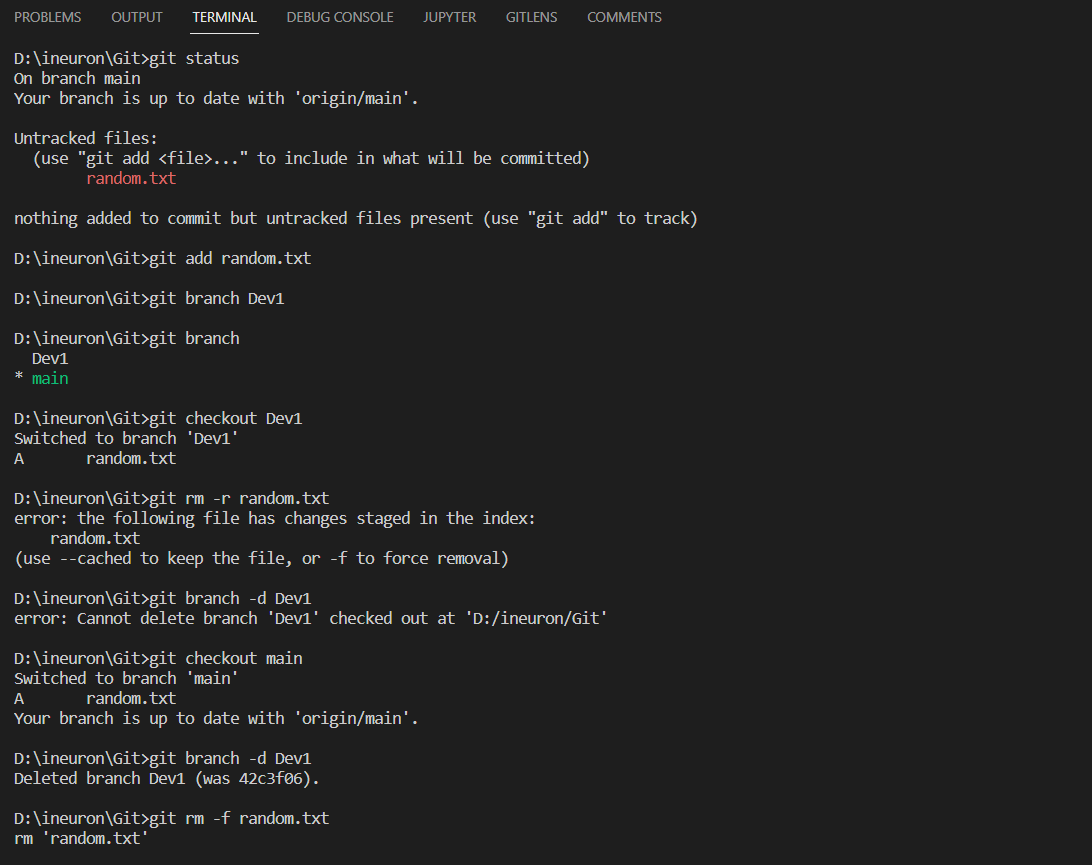 PROBLEMS OUTPUT TERMINAL DEBUG CONSOLE JUPYTER GITLENS COMMENTS
D:\ineuron\Git>git status
On branch main
Your branch is up to date with 'origin/main'.
Untracked files:
  (use "git add <file>..." to include in what will be committed)
        random.txt
nothing added to commit but untracked files present (use "git add" to track)
D:\ineuron\Git>git add random.txt
D:\ineuron\Git>git branch Dev1
D:\ineuron\Git>git branch
  Dev1
* main
D:\ineuron\Git>git checkout Dev1
Switched to branch 'Dev1'
A       random.txt
D:\ineuron\Git>git rm -r random.txt
error: the following file has changes staged in the index:
    random.txt
(use --cached to keep the file, or -f to force removal)
D:\ineuron\Git>git branch -d Dev1
error: Cannot delete branch 'Dev1' checked out at 'D:/ineuron/Git'
D:\ineuron\Git>git checkout main
Switched to branch 'main'
A       random.txt
Your branch is up to date with 'origin/main'.
D:\ineuron\Git>git branch -d Dev1
Deleted branch Dev1 (was 42c3f06).
D:\ineuron\Git>git rm -f random.txt
rm 'random.txt'